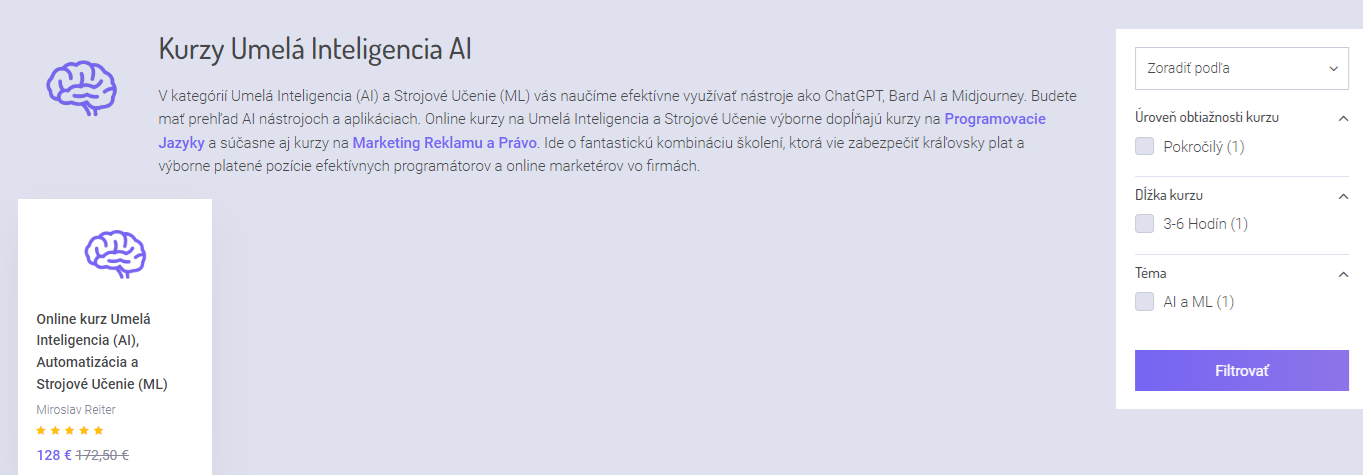 Kurzy Umelá Inteligencia AI
V kategórií Umelá Inteligencia (AI) a Strojové Učenie (ML) vás naučíme efektívne využívať nástroje ako ChatGPT, Bard AI a Midjourney. Budete
mať prehľad AI nástrojoch a aplikáciach. Online kurzy na Umelá Inteligencia a Strojové Učenie výborne dopĺňajú kurzy na Programovacie
Jazyky a súčasne aj kurzy na Marketing Reklamu a Právo. Ide o fantastickú kombináciu školení, ktorá vie zabezpečiť kráľovsky plat a
výborne platené pozície efektívnych programátorov a online marketérov vo firmách.
Online kurz Umelá
Inteligencia (AI),
Automatizácia a
Strojové Učenie (ML)
Miroslav Reiter
128 € 172,50 €
Zoradiť podľa
Úroveň obtiažnosti kurzu
Pokročilý (1)
Dĺžka kurzu
3-6 Hodín (1)
Téma
AI a ML (1)
Filtrovať